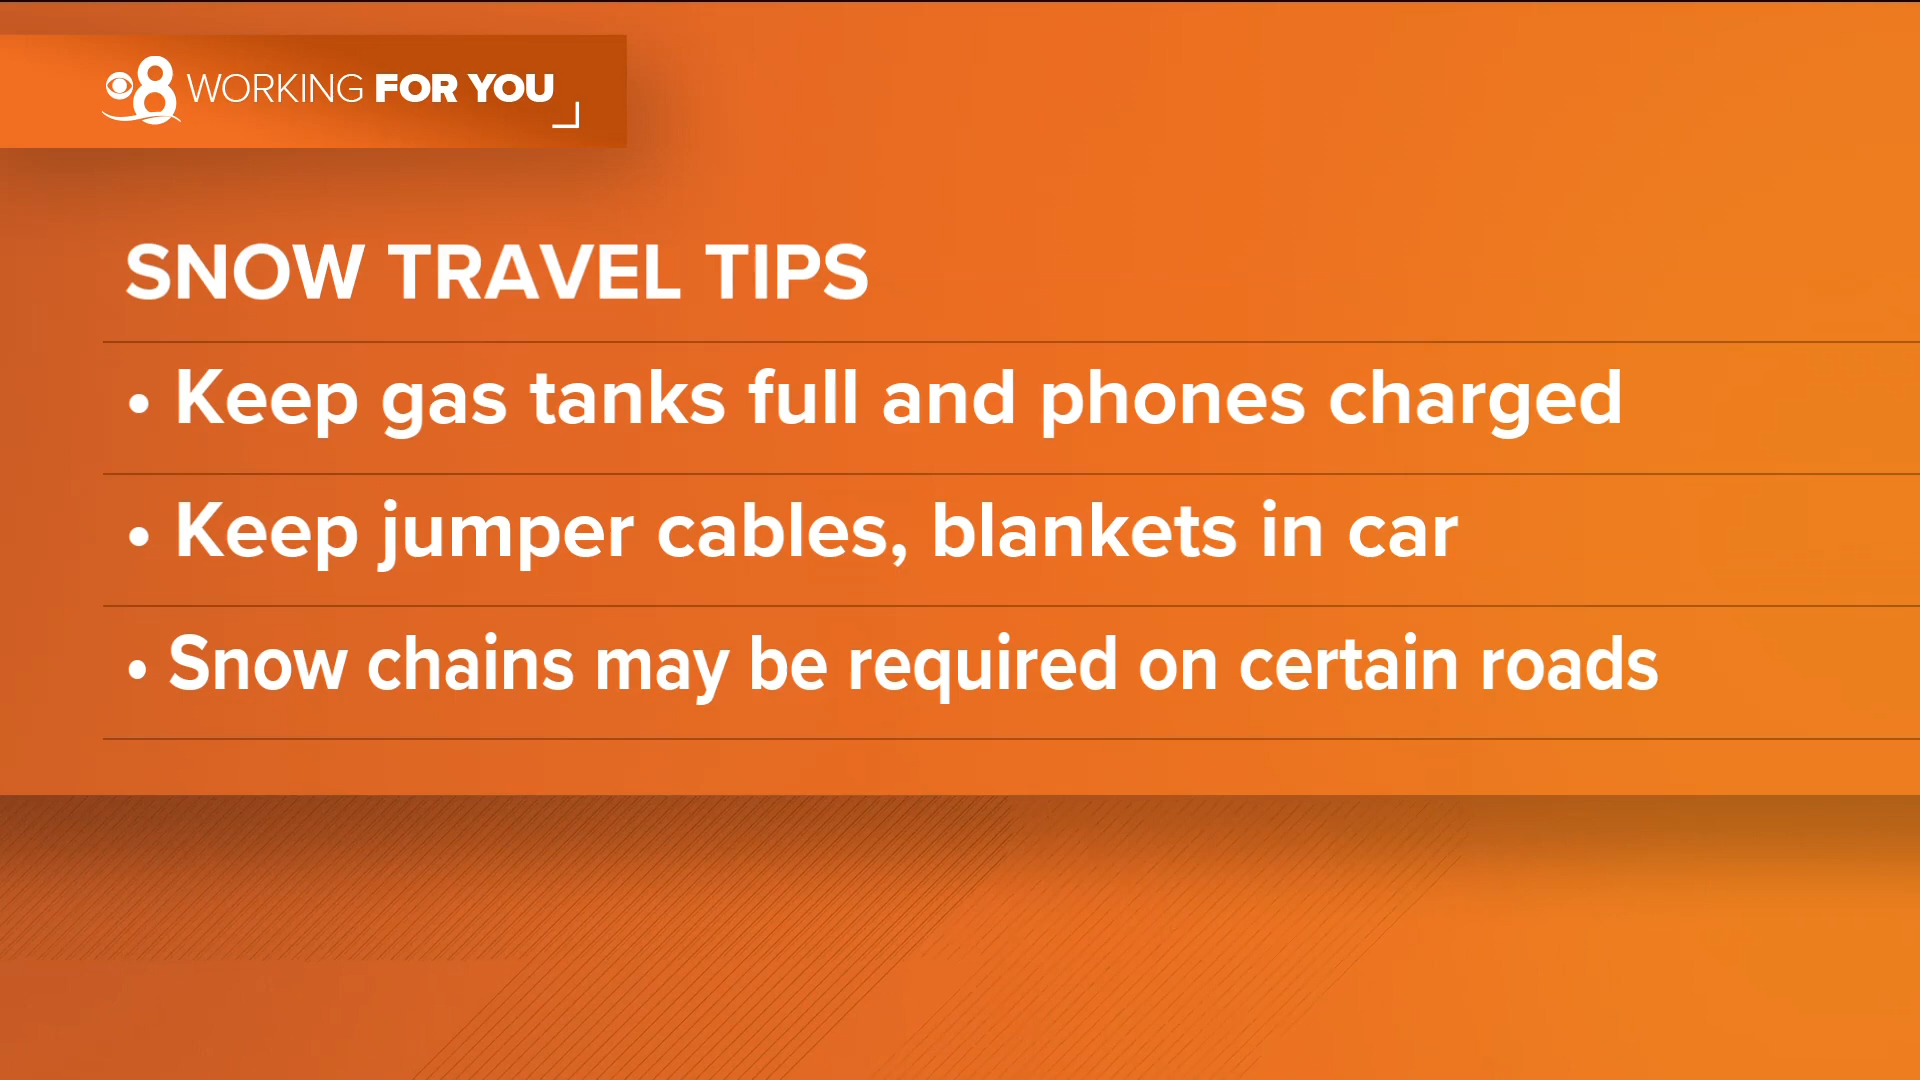 8 WORKING FOR YOU
SNOW TRAVEL TIPS
• Keep gas tanks full and phones charged
• Keep jumper cables, blankets in car
• Snow chains may be required on certain roads